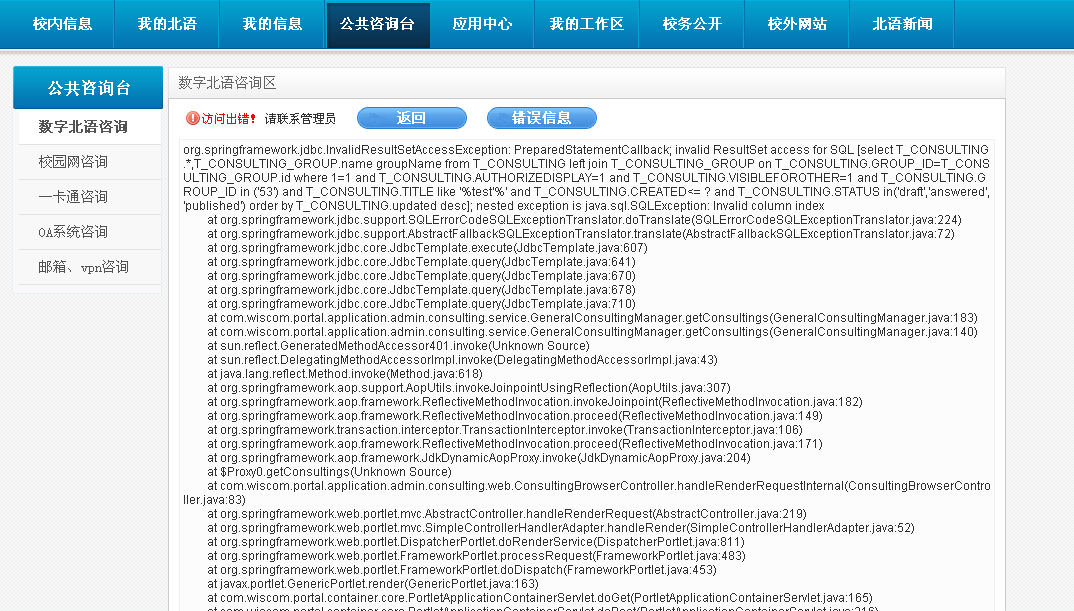 校内信息 我的北语 我的信息 公共咨询台 应用中心 我的工作区 校务公开 校外网站 北语新闻
公共咨询台
数字北语咨询
校园网咨询
一卡通咨询
OA系统咨询
邮箱、vpn咨询
数字北语咨询区
访问出错! 请联系管理员 返回 错误信息
org.springframework.jdbc.InvalidResultSetAccessException: PreparedStatementCallback; invalid ResultSet access for SQL [select T_CONSULTING
.*,T_CONSULTING_GROUP.name groupName from T_CONSULTING left join T_CONSULTING_GROUP on T_CONSULTING.GROUP_ID=T_CONS
ULTING_GROUP.id where 1=1 and T_CONSULTING.AUTHORIZEDISPLAY=1 and T_CONSULTING.VISIBLEFOROTHER=1 and T_CONSULTING.G
ROUP_ID in ('53') and T_CONSULTING.TITLE like '%test'%' and T_CONSULTING.CREATED<= ? and T_CONSULTING.STATUS in('draft','answered',
'published') order by T_CONSULTING.updated desc]; nested exception is java.sql.SQLException: Invalid column index
at org.springframework.jdbc.support.SQLErrorCodeSQLExceptionTranslator.doTranslate(SQLErrorCodeSQLExceptionTranslator.java:224)
at org.springframework.jdbc.support.AbstractFallbackSQLExceptionTranslator.translate(AbstractFallbackSQLExceptionTranslator.java:72)
at org.springframework.jdbc.core.JdbcTemplate.execute(JdbcTemplate.java:607)
at org.springframework.jdbc.core.JdbcTemplate.query(JdbcTemplate.java:641)
at org.springframework.jdbc.core.JdbcTemplate.query(JdbcTemplate.java:670)
at org.springframework.jdbc.core.JdbcTemplate.query(JdbcTemplate.java:678)
at org.springframework.jdbc.core.JdbcTemplate.query(JdbcTemplate.java:710)
at com.wiscom.portal.application.admin.consulting.service.GeneralConsultingManager.getConsultings(GeneralConsultingManager.java:183)
at com.wiscom.portal.application.admin.consulting.service.GeneralConsultingManager.getConsultings(GeneralConsultingManager.java:140)
at sun.reflect.GeneratedMethodAccessor401.invoke(Unknown Source)
at sun.reflect.DelegatingMethodAccessorImpl.invoke(DelegatingMethodAccessorImpl.java:43)
at java.lang.reflect.Method.invoke(Method.java:618)
at org.springframework.aop.support.AopUtils.invokeJoinpointUsingReflection(AopUtils.java:307)
at org.springframework.aop.framework.ReflectiveMethodInvocation.invokeJoinpoint(ReflectiveMethodInvocation.java:182)
at org.springframework.aop.framework.ReflectiveMethodInvocation.proceed(ReflectiveMethodInvocation.java:149)
at org.springframework.transaction.interceptor.TransactionInterceptor.invoke(TransactionInterceptor.java:106)
at org.springframework.aop.framework.ReflectiveMethodInvocation.proceed(ReflectiveMethodInvocation.java:171)
at org.springframework.aop.framework.JdkDynamicAopProxy.invoke(JdkDynamicAopProxy.java:204)
at $Proxy0.getConsultings(Unknown Source)
at com.wiscom.portal.application.admin.consulting.web.ConsultingBrowserController.handleRenderRequestInternal(ConsultingBrowserContro
ller.java:83)
at org.springframework.web.portlet.mvc.AbstractController.handleRenderRequest(AbstractController.java:219)
at org.springframework.web.portlet.mvc.SimpleControllerHandlerAdapter.handleRender(SimpleControllerHandlerAdapter.java:52)
at org.springframework.web.portlet.DispatcherPortlet.doRenderService(DispatcherPortlet.java:811)
at org.springframework.web.portlet.FrameworkPortlet.processRequest(FrameworkPortlet.java:483)
at org.springframework.web.portlet.FrameworkPortlet.doDispatch(FrameworkPortlet.java:453)
at javax.portlet.GenericPortlet.render(GenericPortlet.java:163)
at com.wiscom.portal.container.core.PortletApplicationContainerServlet.doGet(PortletApplicationContainerServlet.java:165)
at com.wiscom.portal.container.core.PortletApplicationContainerServlet.doPost(PortletApplicationContainerServlet.java:216)